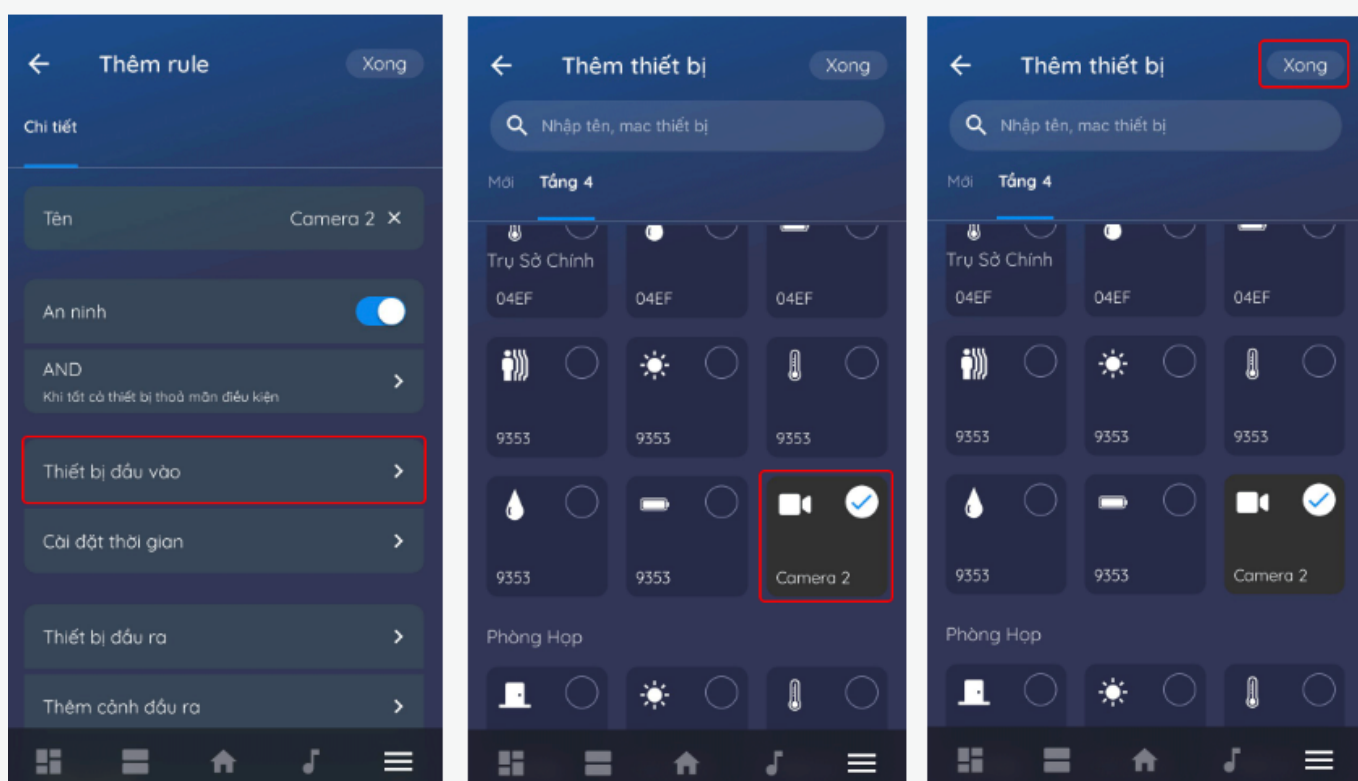 Thêm rule
Xong
Chi tiết
Tên
Camera 2
An ninh
AND
Khi tất cả thiết bị thoả mãn điều kiện
Thiết bị đầu vào
Cài đặt thời gian
Thiết bị đầu ra
Thêm cảnh đầu ra
Thêm thiết bị
Xong
Nhập tên, mac thiết bị
Mới Tầng 4
Trụ Sở Chính
04EF 04EF 04EF
9353 9353 9353
9353 9353 Camera 2
Phòng Họp
Thêm thiết bị
Xong
Nhập tên, mac thiết bị
Mới Tầng 4
Trụ Sở Chính
04EF 04EF 04EF
9353 9353 9353
9353 9353 Camera 2
Phòng Họp